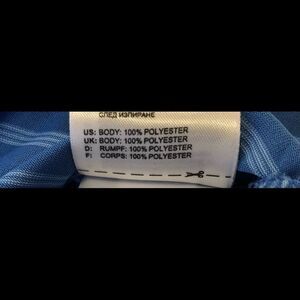 СЛЕД ИЗПИРАНЕ
US: BODY: 100% POLYESTER
UK: BODY: 100% POLYESTER
D: RUMPF: 100% POLYESTER
F: CORPS: 100% POLYESTER